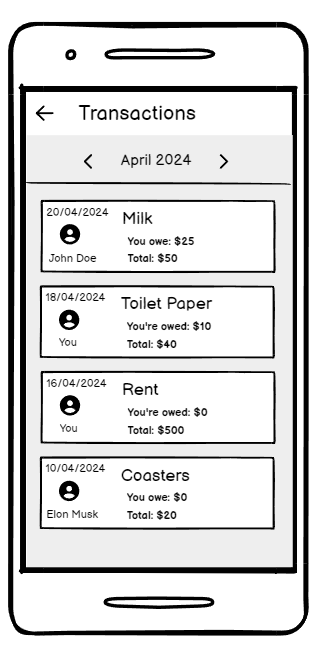 Transactions
April 2024
20/04/2024
Milk
You owe: $25
John Doe
Total: $50
18/04/2024
Toilet Paper
You're owed: $10
You
Total: $40
16/04/2024
Rent
You're owed: $0
You
Total: $500
10/04/2024
Coasters
You owe: $0
Elon Musk
Total: $20